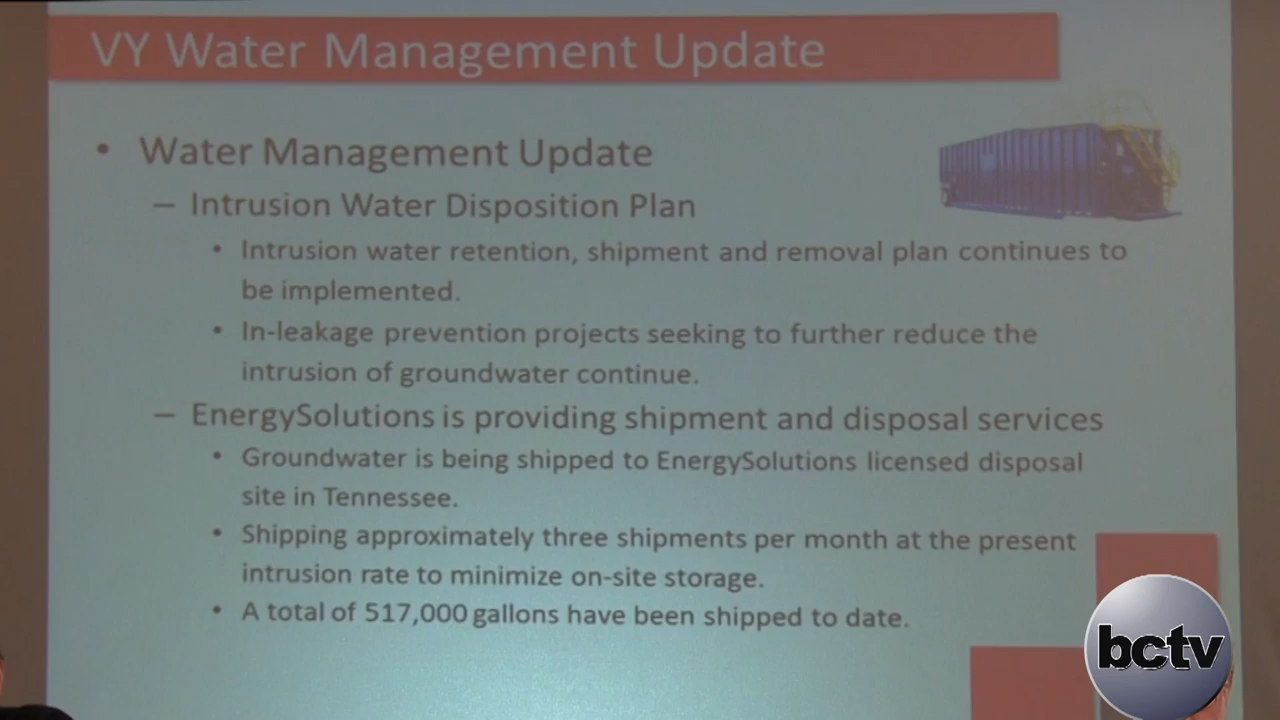 VY Water Management Update
• Water Management Update
– Intrusion Water Disposition Plan
• Intrusion water retention, shipment and removal plan continues to
be implemented.
• In-leakage prevention projects seeking to further reduce the
intrusion of groundwater continue.
– EnergySolutions is providing shipment and disposal services
• Groundwater is being shipped to EnergySolutions licensed disposal
site in Tennessee.
• Shipping approximately three shipments per month at the present
intrusion rate to minimize on-site storage.
• A total of 517,000 gallons have been shipped to date.
bctv